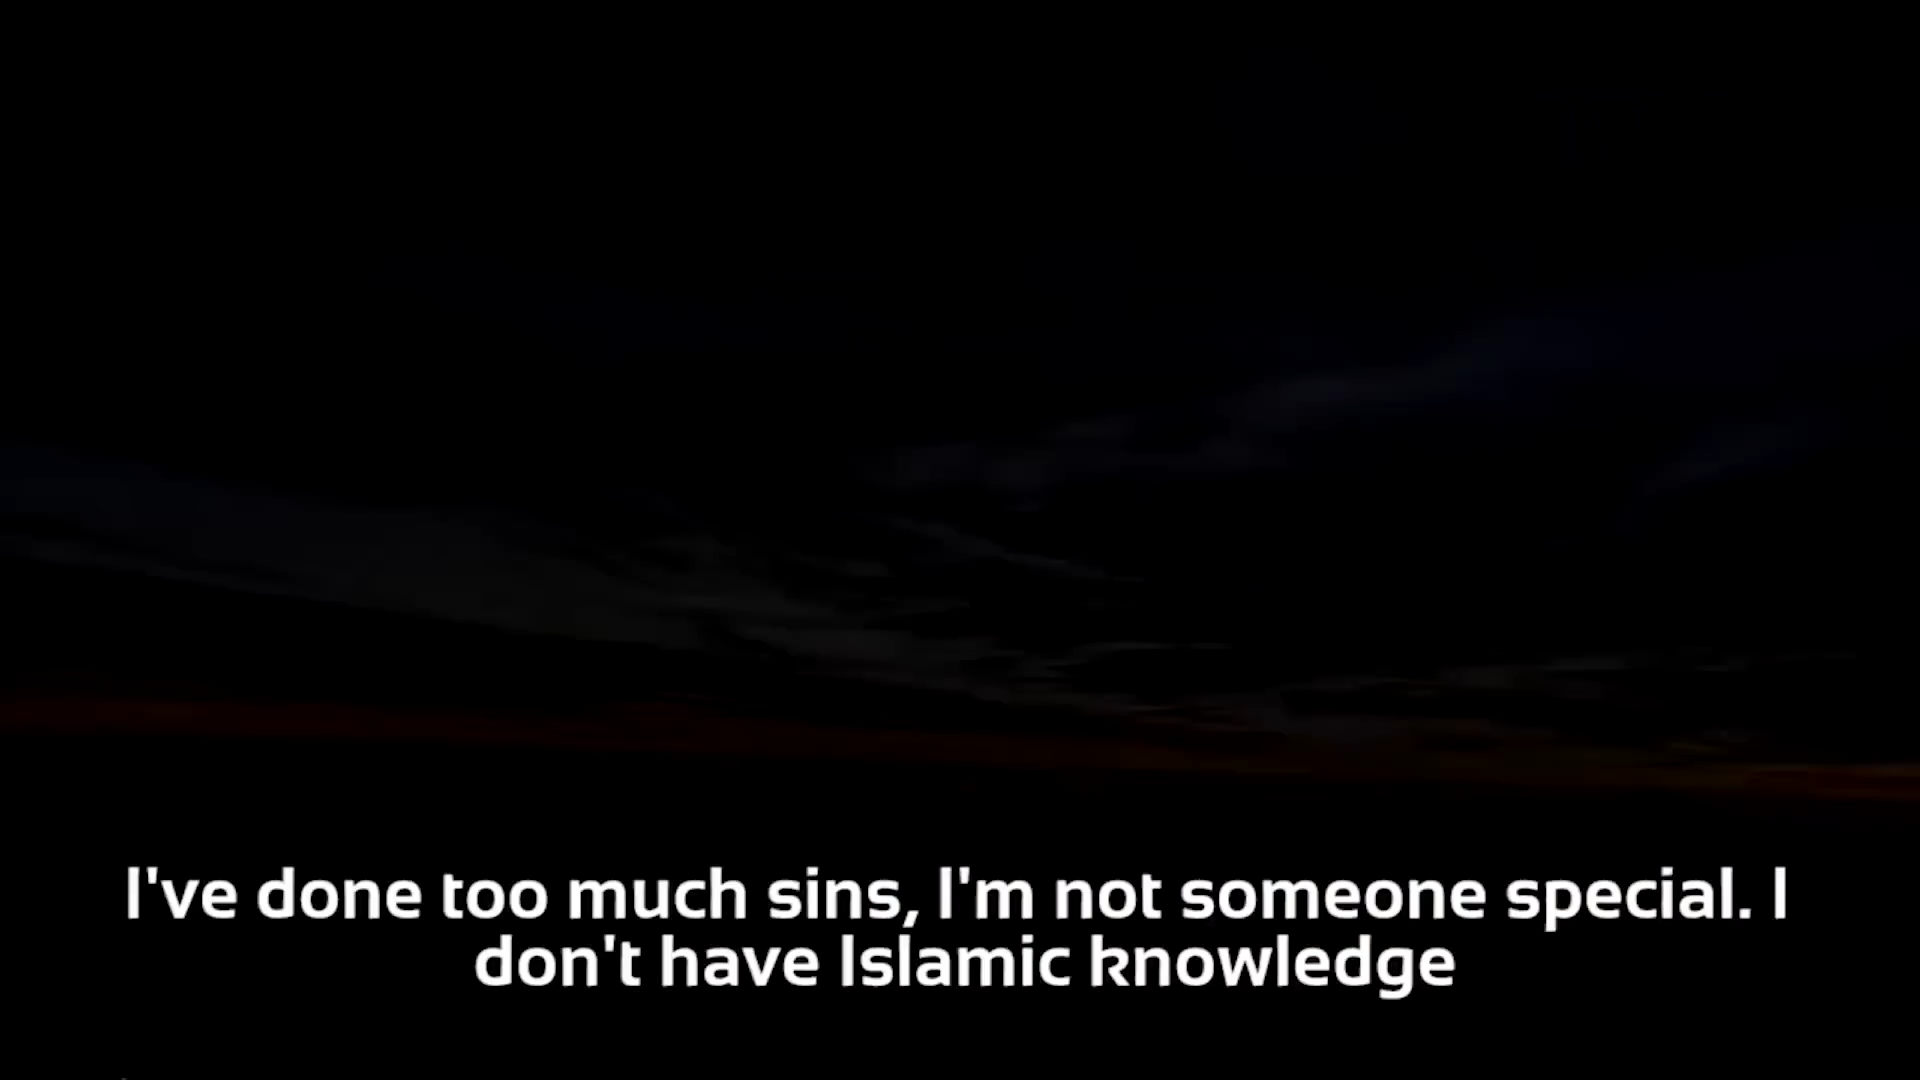 I've done too much sins, I'm not someone special. I
don't have Islamic knowledge